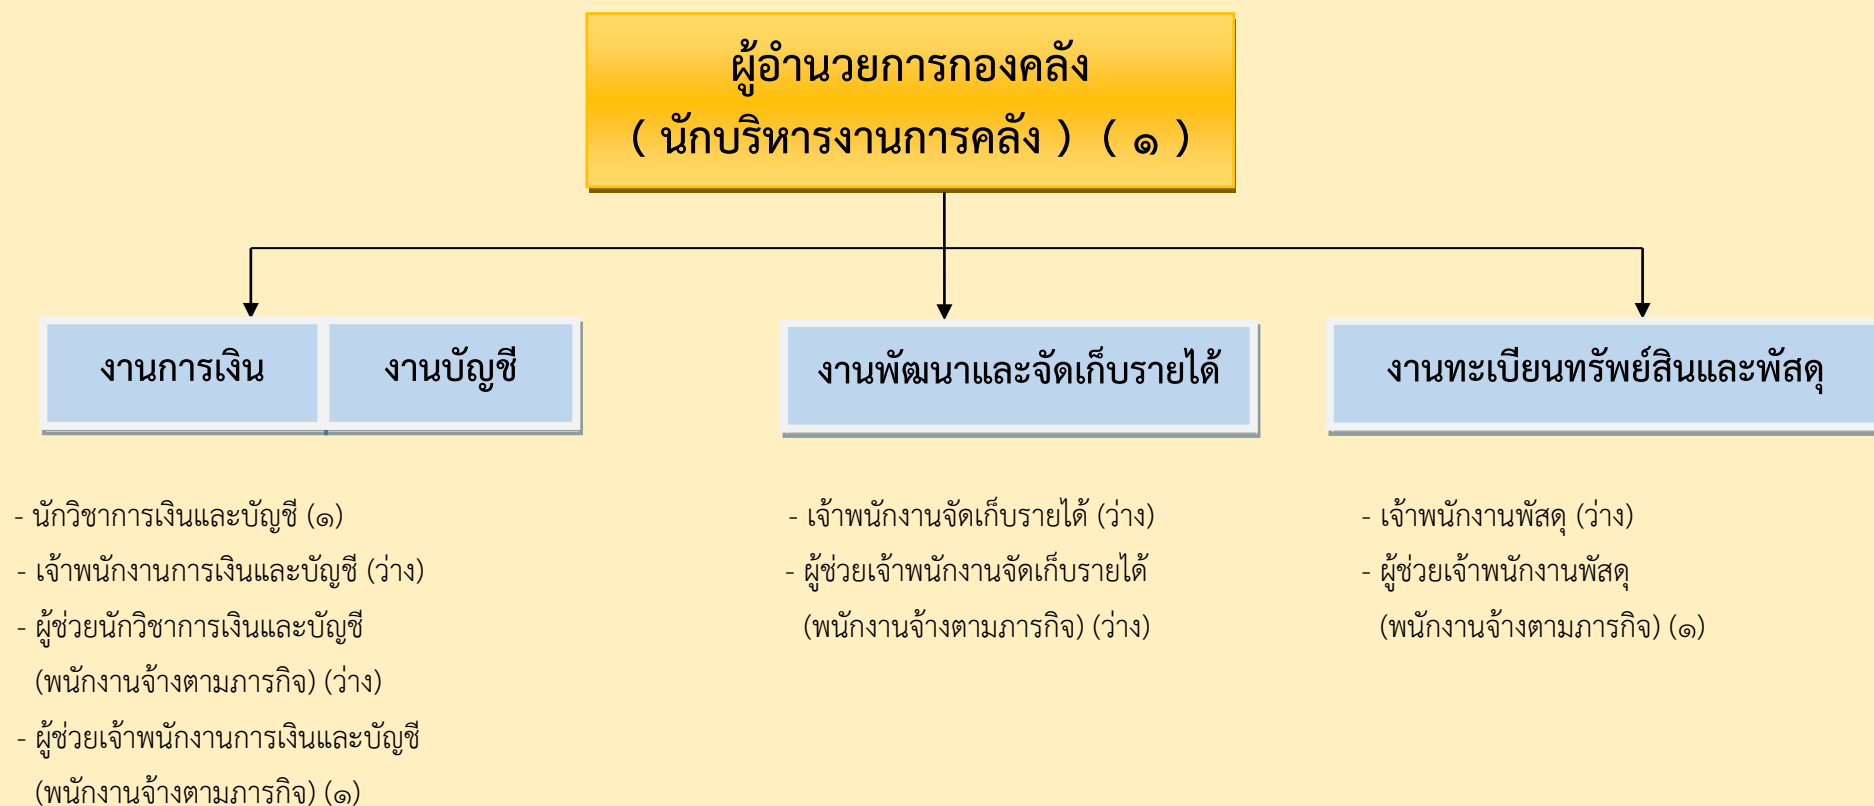 ผู้อำนวยการกองคลัง
( นักบริหารงานการคลัง ) ( ๑ )
งานการเงิน
งานบัญชี
งานพัฒนาและจัดเก็บรายได้
งานทะเบียนทรัพย์สินและพัสดุ
- นักวิชาการเงินและบัญชี (๑)
- เจ้าพนักงานการเงินและบัญชี (ว่าง)
- ผู้ช่วยนักวิชาการเงินและบัญชี
(พนักงานจ้างตามภารกิจ) (ว่าง)
- ผู้ช่วยเจ้าพนักงานการเงินและบัญชี
(พนักงานจ้างตามภารกิจ) (๑)
- เจ้าพนักงานจัดเก็บรายได้ (ว่าง)
- ผู้ช่วยเจ้าพนักงานจัดเก็บรายได้
(พนักงานจ้างตามภารกิจ) (ว่าง)
- เจ้าพนักงานพัสดุ (ว่าง)
- ผู้ช่วยเจ้าพนักงานพัสดุ
(พนักงานจ้างตามภารกิจ) (๑)